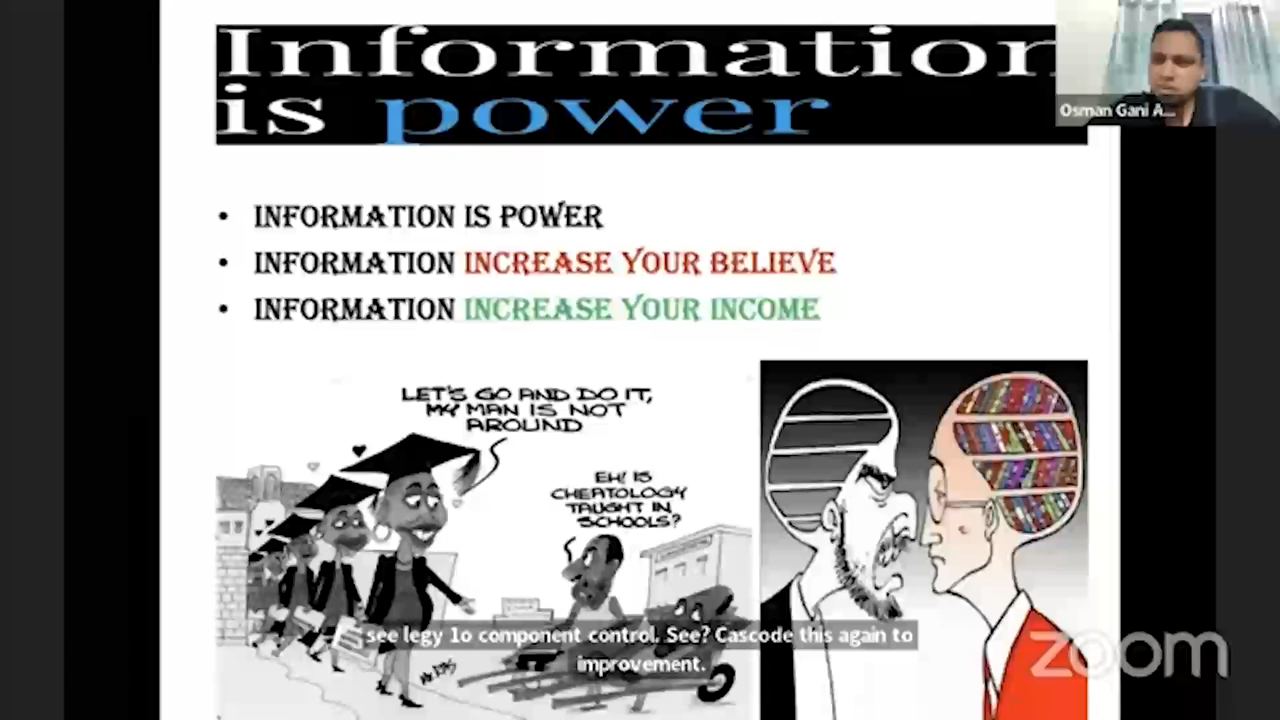 Information
is power
Osman Gani A...
• INFORMATION IS POWER
• INFORMATION INCREASE YOUR BELIEVE
• INFORMATION INCREASE YOUR INCOME
LET'S GO AND DO IT,
MY MAN IS NOT
AROUND
EH! IS
CHEATOLOGY
TAUGHT IN
SCHOOLS?
see legy 1o component control. See? Cascode this again to
improvement.
zoom